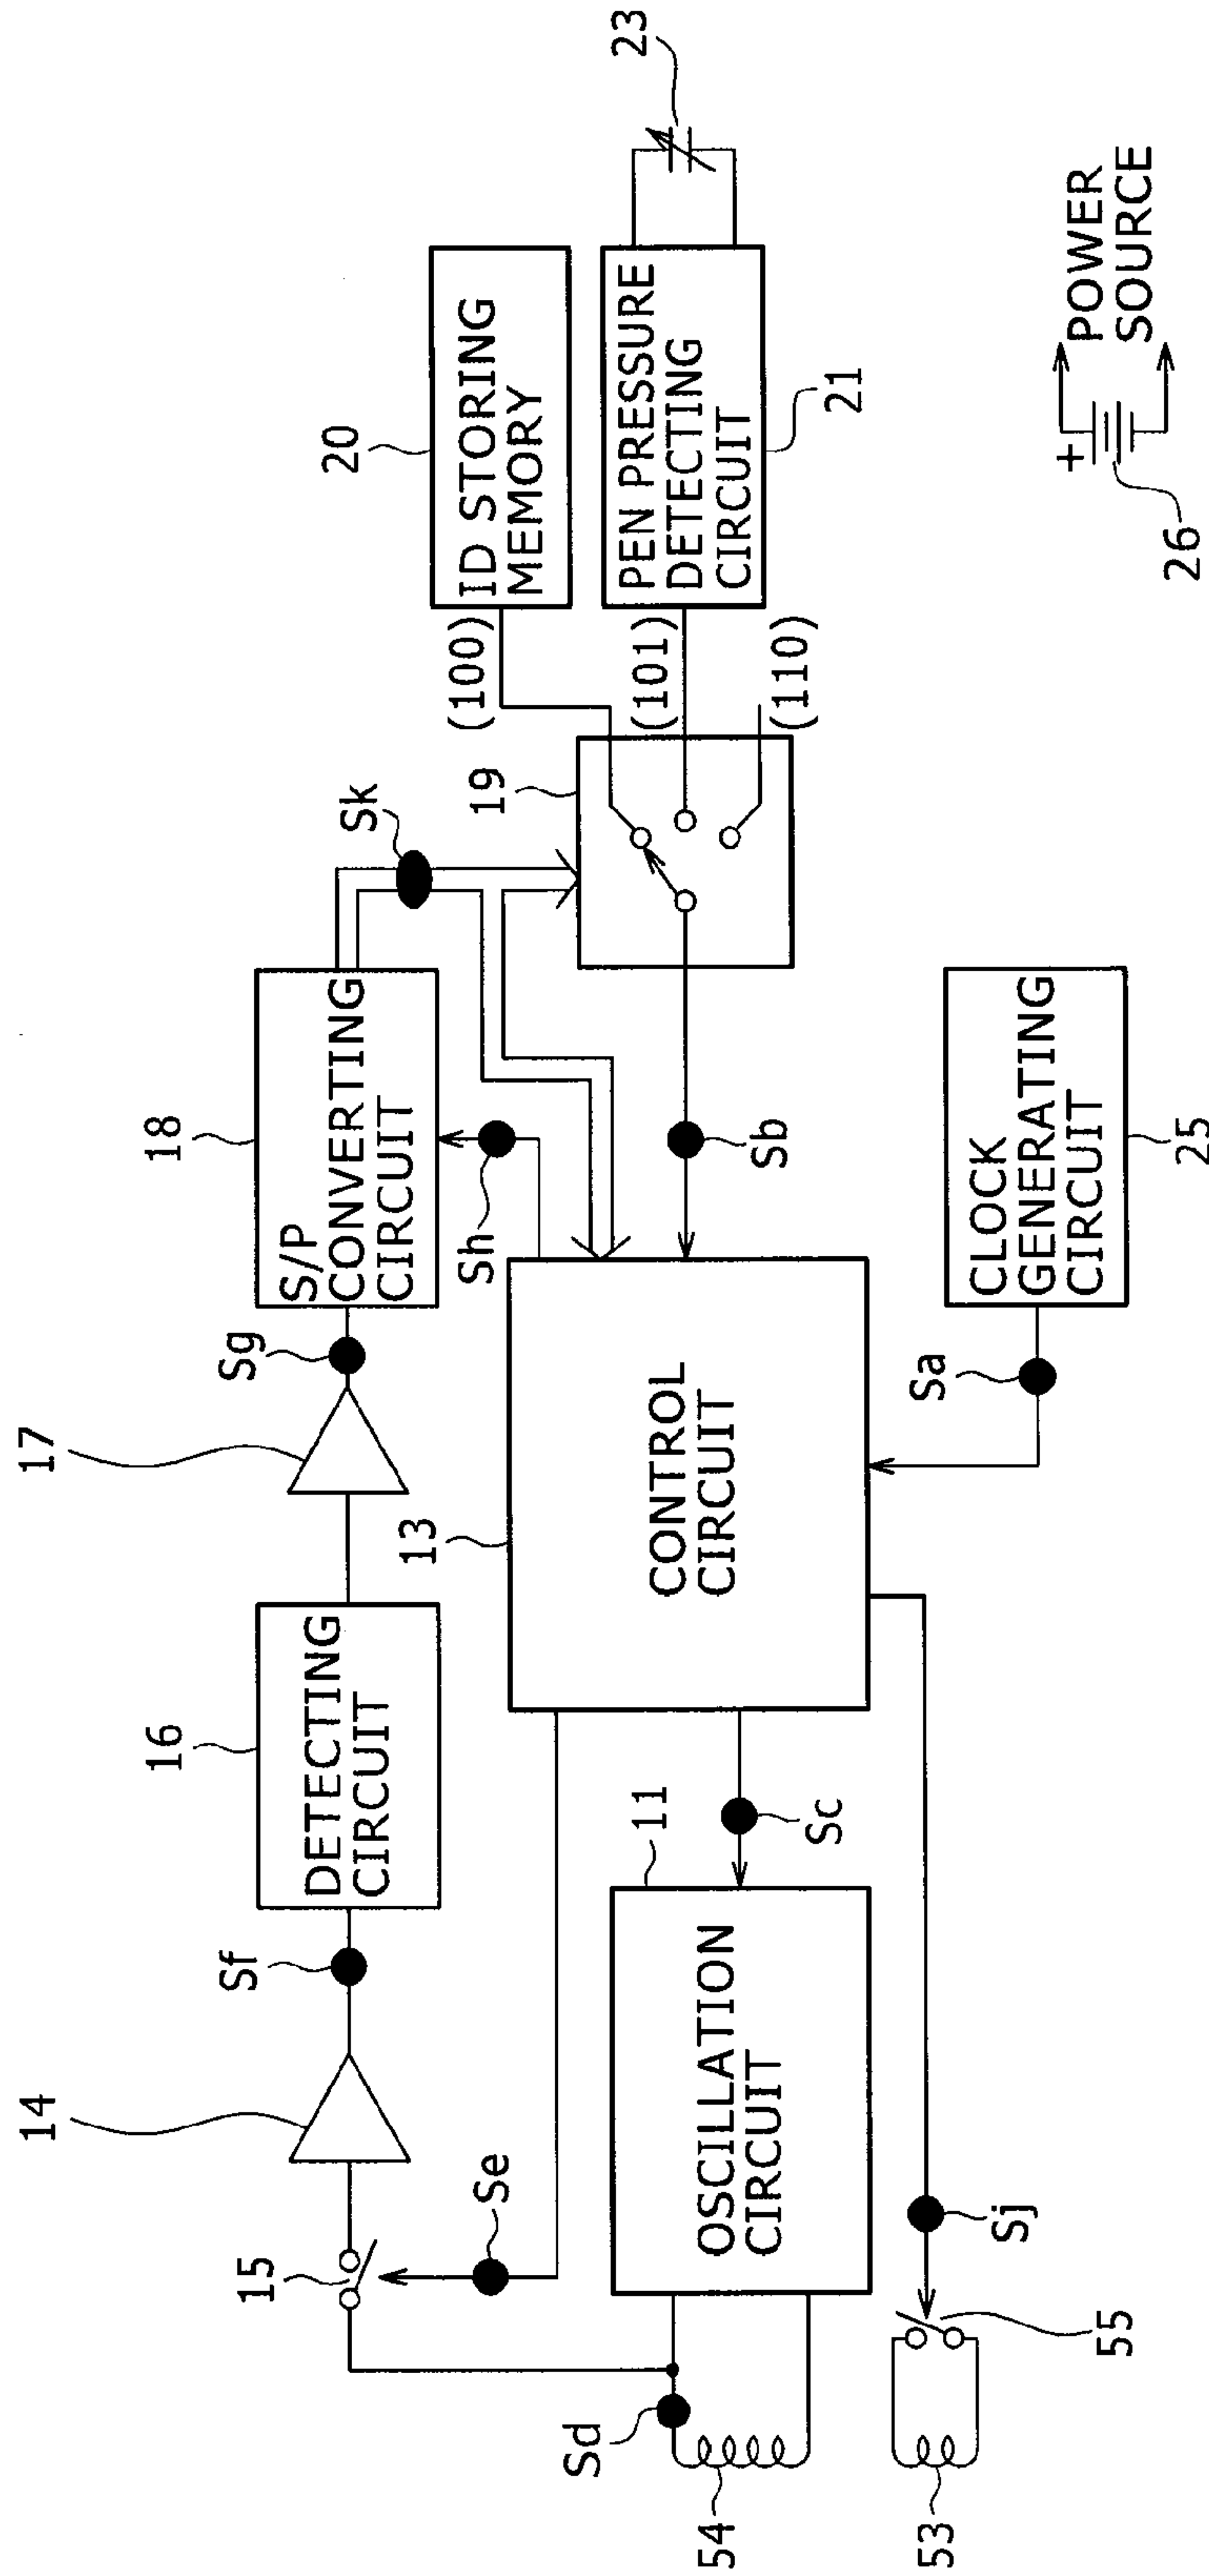 14
17
15
Sf
16
DETECTING
CIRCUIT
Sg
18
S/P
CONVERTING
CIRCUIT
Sk
19
20
ID STORING
MEMORY
(100)
(101)
(110)
PEN PRESSURE
DETECTING
CIRCUIT
21
23
Se
13
CONTROL
CIRCUIT
Sh
Sb
Sd
54
OSCILLATION
CIRCUIT
11
Sc
53
55
Sj
Sa
CLOCK
GENERATING
CIRCUIT
25
+
26
POWER
SOURCE